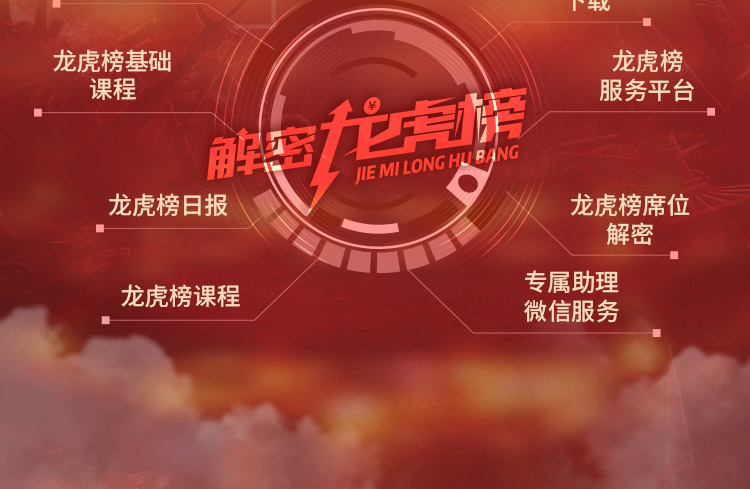 下载
龙虎榜基础
课程
龙虎榜
服务平台
解密龙虎榜
JIE MI LONG HU BANG
龙虎榜日报
龙虎榜席位
解密
龙虎榜课程
专属助理
微信服务